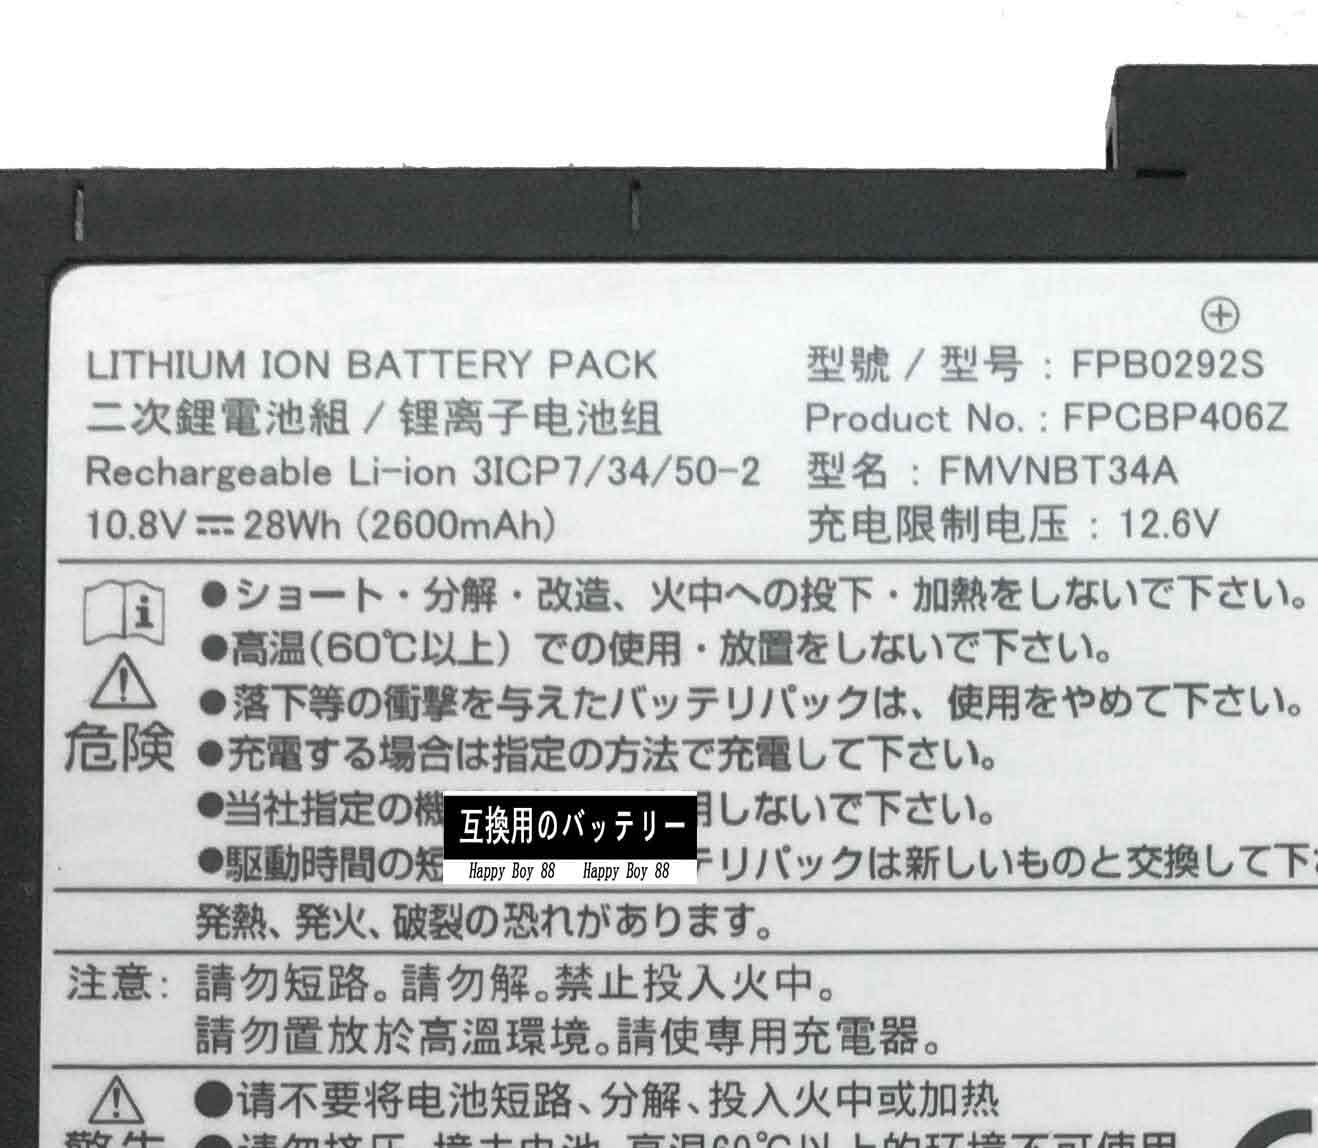 LITHIUM ION BATTERY PACK
二次鋰電池組 / 锂离子电池组
Rechargeable Li-ion 3ICP7/34/50-2
10.8V 28Wh (2600mAh)
型號 / 型号 : FPB0292S
Product No. : FPCBP406Z
型名 : FMVNBT34A
充电限制电压 : 12.6V
●ショート・分解・改造、火中への投下・加熱をしないで下さい。
●高温(60℃以上) での使用・放置をしないで下さい。
●落下等の衝撃を与えたバッテリパックは、使用をやめて下さい。
危険
●充電する場合は指定の方法で充電して下さい。
●当社指定の機 用しないで下さい。
互換用のバッテリー
Happy Boy 88 Happy Boy 88
●駆動時間の短 テリパックは新しいものと交換して下
発熱、発火、破裂の恐れがあります。
注意: 請勿短路。請勿解。禁止投入火中。
請勿置放於高溫環境。請使專用充電器。
●请不要将电池短路、分解、投入火中或加热